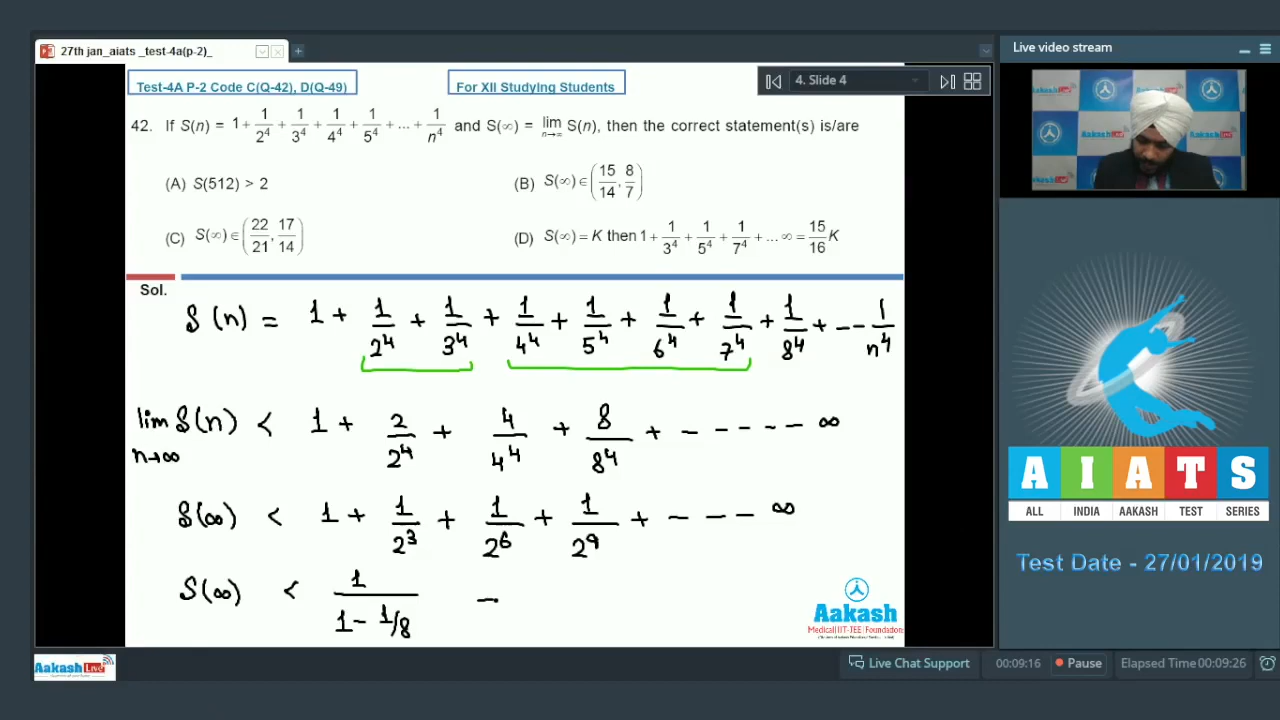 27th jan_aiats _test-4a(p-2)_
Live video stream
Test-4A P-2 Code C(Q-42), D(Q-49)
For XII Studying Students
4. Slide 4
42. If S(n) = 1 + 1/2⁴ + 1/3⁴ + 1/4⁴ + 1/5⁴ + ... + 1/n⁴ and S(∞) = lim n→∞ S(n), then the correct statement(s) is/are
(A) S(512) > 2
(B) S(∞) ∈ (15/14, 8/7)
(C) S(∞) ∈ (22/21, 17/14)
(D) S(∞) = K then 1 + 1/3⁴ + 1/5⁴ + 1/7⁴ + ... ∞ = 15/16 K
Sol.
S(n) = 1 + 1/2⁴ + 1/3⁴ + 1/4⁴ + 1/5⁴ + 1/6⁴ + 1/7⁴ + 1/8⁴ + --- 1/n⁴
lim n→∞ S(n) < 1 + 2/2⁴ + 4/4⁴ + 8/8⁴ + ----- ∞
S(∞) < 1 + 1/2³ + 1/2⁶ + 1/2⁹ + ---- ∞
S(∞) < 1/(1 - 1/8) -
Aakash
Medical|IIT-JEE|Foundations
AakashLive
A I A T S
ALL INDIA AAKASH TEST SERIES
Test Date - 27/01/2019
Live Chat Support
00:09:16
Pause
Elapsed Time 00:09:26